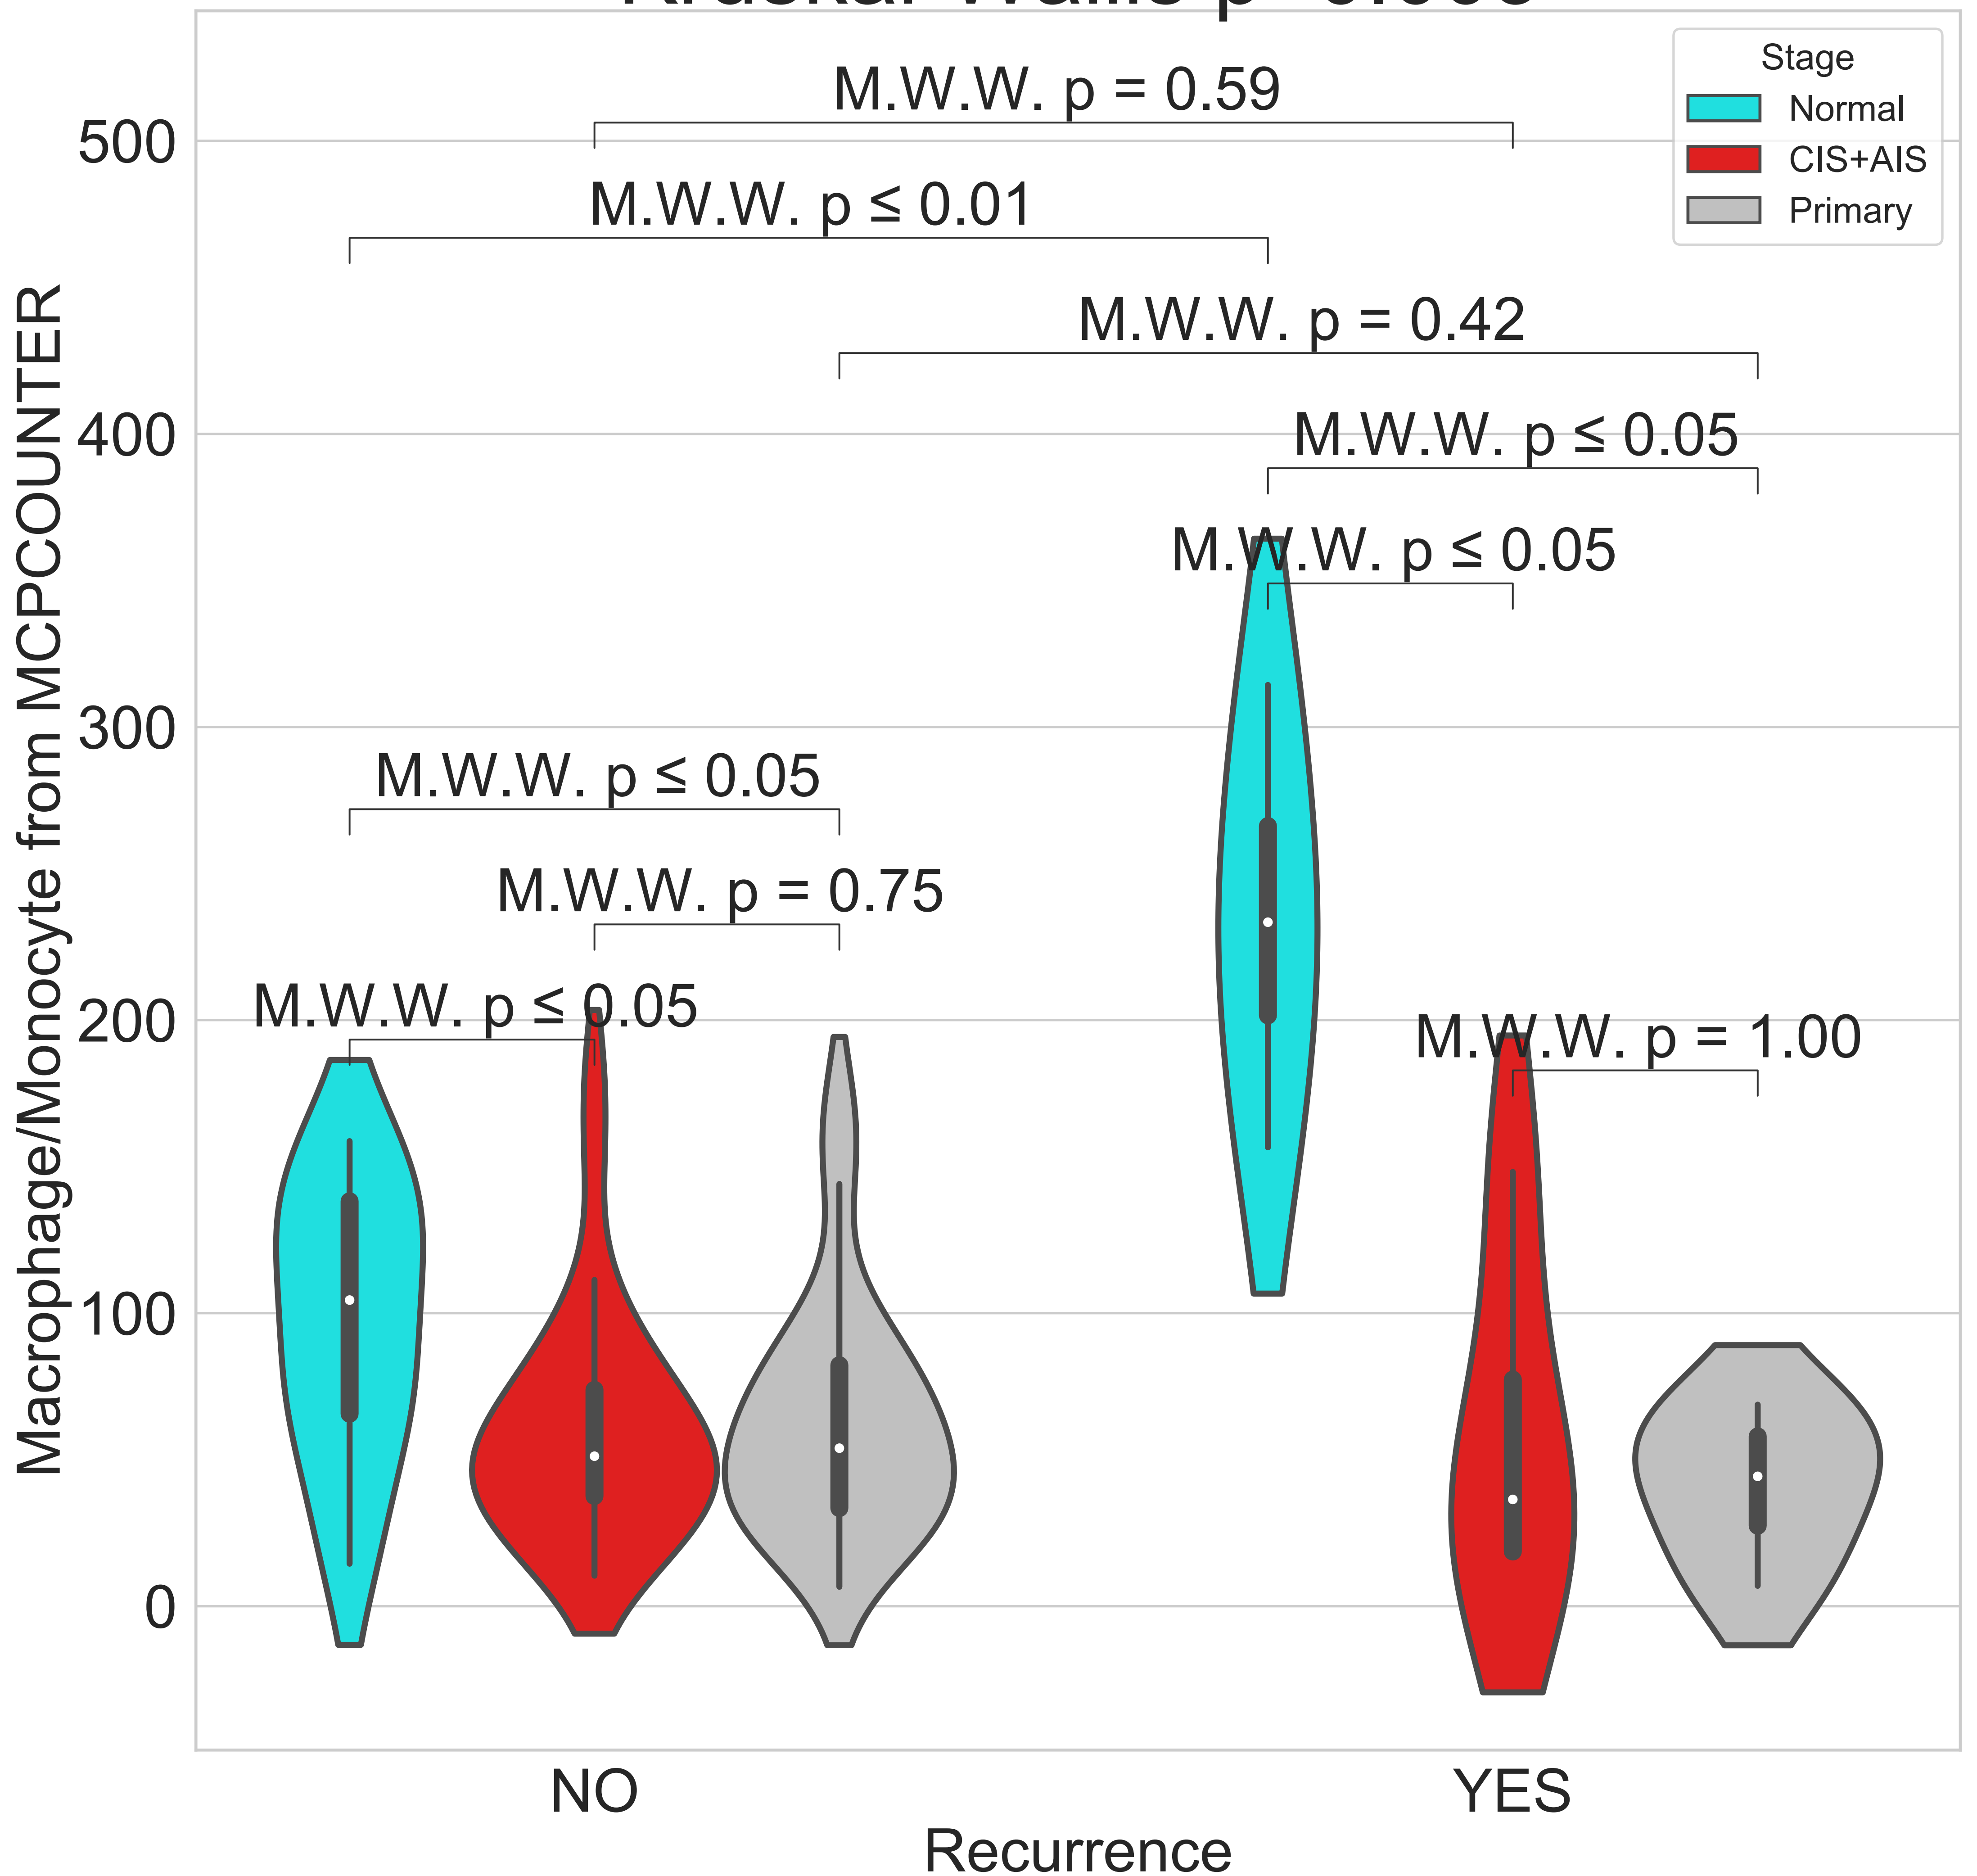 M.W.W. p = 0.59
Stage
Normal
CIS+AIS
Primary
500
M.W.W. p ≤ 0.01
M.W.W. p = 0.42
400
M.W.W. p ≤ 0.05
M.W.W. p ≤ 0.05
300
M.W.W. p ≤ 0.05
M.W.W. p = 0.75
200
M.W.W. p ≤ 0.05
M.W.W. p = 1.00
100
0
Macrophage/Monocyte from MCPCOUNTER
NO
YES
Recurrence